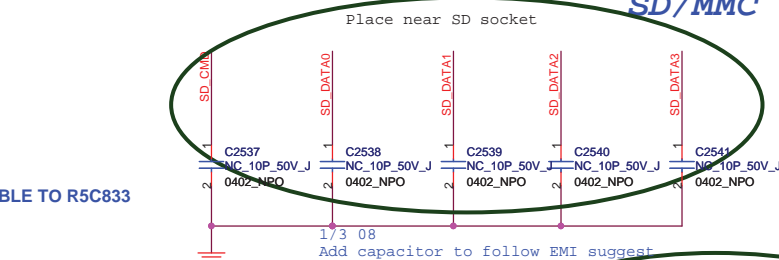 SD/MMC
Place near SD socket
SD_CMD
SD_DATA0
SD_DATA1
SD_DATA2
SD_DATA3
1
1
1
1
1
C2537
C2538
C2539
C2540
C2541
NC_10P_50V_J
NC_10P_50V_J
NC_10P_50V_J
NC_10P_50V_J
NC_10P_50V_J
2
2
2
2
2
0402_NPO
0402_NPO
0402_NPO
0402_NPO
0402_NPO
BLE TO R5C833
1/3 08
Add capacitor to follow EMI suggest